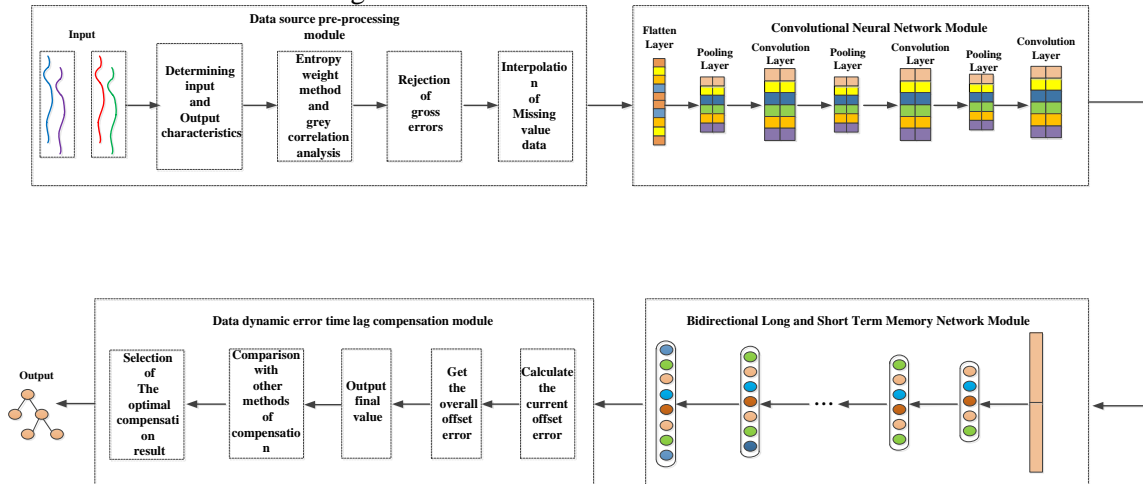 Data source pre-processing
module
Input
Determining
input
and
Output
characteristics
Entropy
weight
method
and
grey
correlation
analysis
Rejection
of
gross
errors
Interpolatio
n
of
Missing
value
data
Convolutional Neural Network Module
Flatten
Layer
Pooling
Layer
Convolution
Layer
Pooling
Layer
Convolution
Layer
Pooling
Layer
Convolution
Layer
Data dynamic error time lag compensation module
Output
Selection
of
The
optimal
compensati
on
result
Comparison
with
other
methods
of
compensatio
n
Output
final
value
Get
the
overall
offset
error
Calculate
the
current
offset
error
Bidirectional Long and Short Term Memory Network Module
...